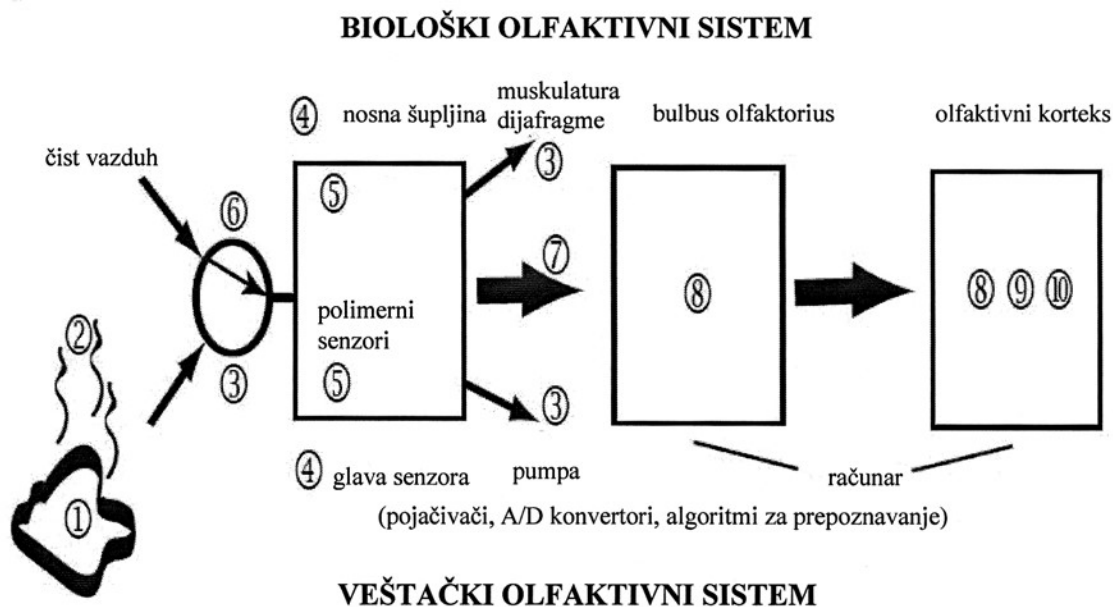 BIOLOŠKI OLFAKTIVNI SISTEM
④ nosna šupljina
muskulatura
dijafragme
③
bulbus olfaktorius
olfaktivni korteks
čist vazduh
⑥
⑤
⑦
⑧
⑧ ⑨ ⑩
polimerni
senzori
⑤
②
③
③
①
④ glava senzora
pumpa
računar
(pojačivači, A/D konvertori, algoritmi za prepoznavanje)
VEŠTAČKI OLFAKTIVNI SISTEM